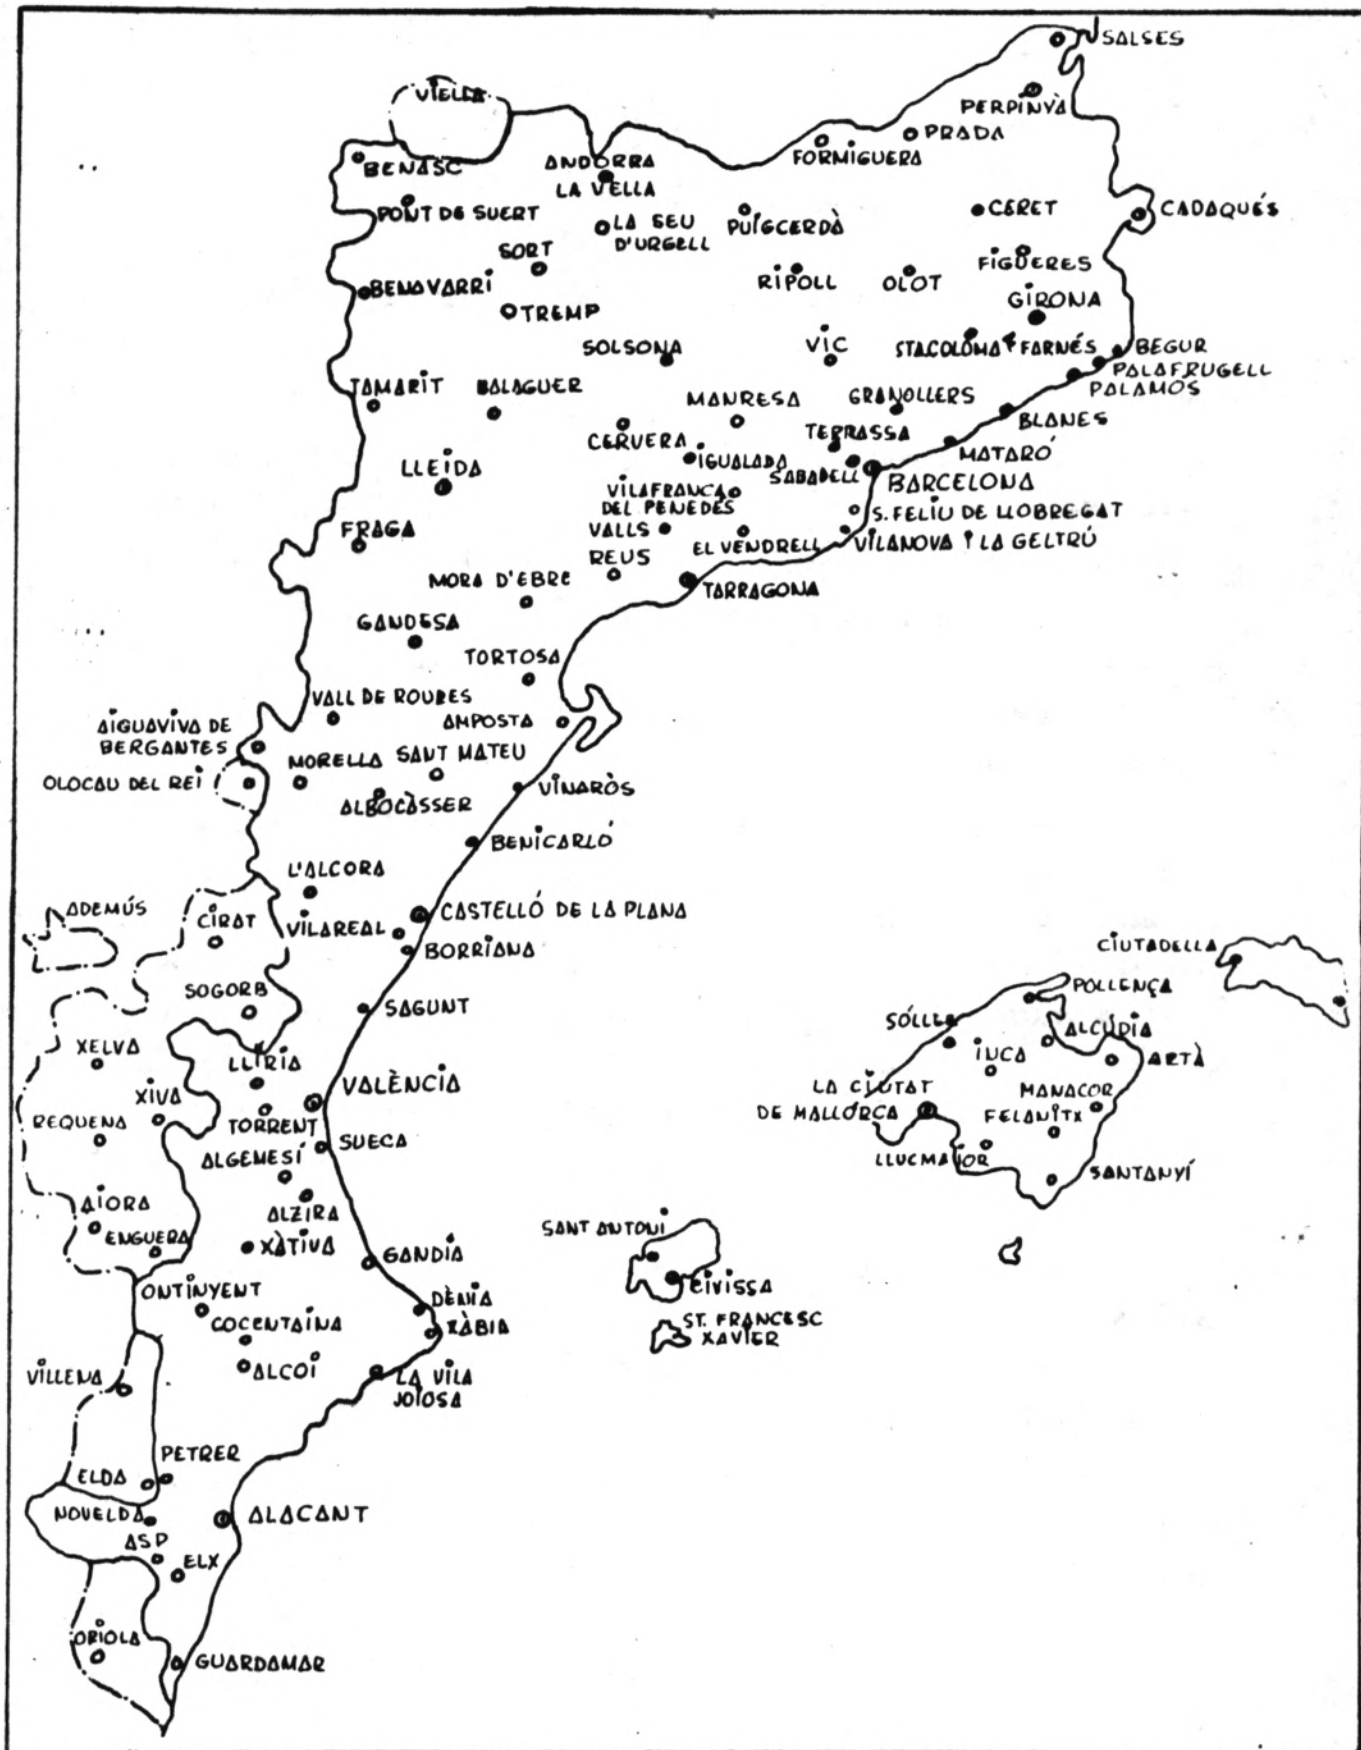 SALSES
VIELLA
PERPINYÀ
PRADA
FORMIGUERA
BENASC
ANDORRA
LA VELLA
PONT DE SUERT
LA SEU
D'URGELL
PUIGCERDÀ
CERET
CADAQUÉS
SORT
FIGUERES
BENAVARRI
RIPOLL
OLOT
GIRONA
TREMP
SOLSONA
VIC
STA COLOMA F FARNÉS
BEGUR
PALAFRUGELL
PALAMÓS
TAMARIT
BALAGUER
MANRESA
GRANOLLERS
BLANES
CERVERA
TERRASSA
MATARÓ
LLEIDA
IGUALADA
SABADELL
BARCELONA
VILAFRANCA
DEL PENEDÉS
S. FELIU DE LLOBREGAT
FRAGA
VALLS
EL VENDRELL
VILANOVA I LA GELTRÚ
REUS
MORA D'EBRE
TARRAGONA
GANDESA
TORTOSA
VALL DE ROURES
AMPOSTA
AIGUAVIVA DE
BERGANTES
MORELLA
SANT MATEU
OLOCAU DEL REI
ALBOCÀSSER
VINARÒS
BENICARLÓ
L'ALCORA
ADEMÚS
CIRAT
VILAREAL
CASTELLÓ DE LA PLANA
BORRIANA
CIUTADELLA
SOGORB
SAGUNT
POLLENÇA
SÓLLER
ALCÚDIA
XELVA
LLÍRIA
INCA
ARTÀ
XIVA
VALÈNCIA
LA CIUTAT
DE MALLORCA
MANACOR
REQUENA
TORRENT
SUECA
FELANITX
ALGEMESÍ
LLUCMAJOR
SANTANYÍ
AIORA
ALZIRA
ENGUERA
XÀTIVA
GANDIA
SANT ANTONI
EIVISSA
ONTINYENT
DÈNIA
COCENTAINA
XÀBIA
ST. FRANCESC
XAVIER
VILLENA
ALCOI
LA VILA
JOIOSA
PETRER
ELDA
NOVELDA
ALACANT
ASP
ELX
ORIOLA
GUARDAMAR